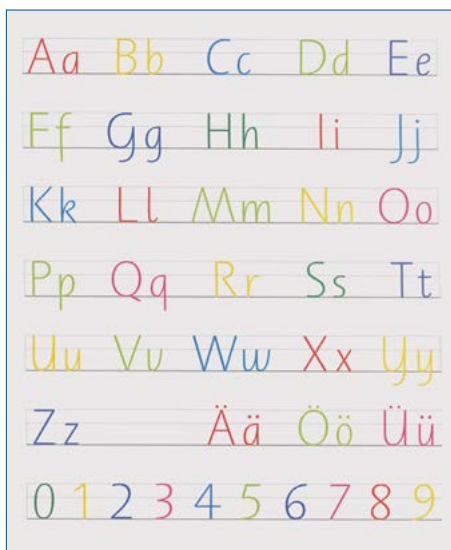 Aa Bb Cc Dd Ee
Ff Gg Hh Ii Jj
Kk Ll Mm Nn Oo
Pp Qq Rr Ss Tt
Uu Vv Ww Xx Yy
Zz Ää Öö Üü
0 1 2 3 4 5 6 7 8 9